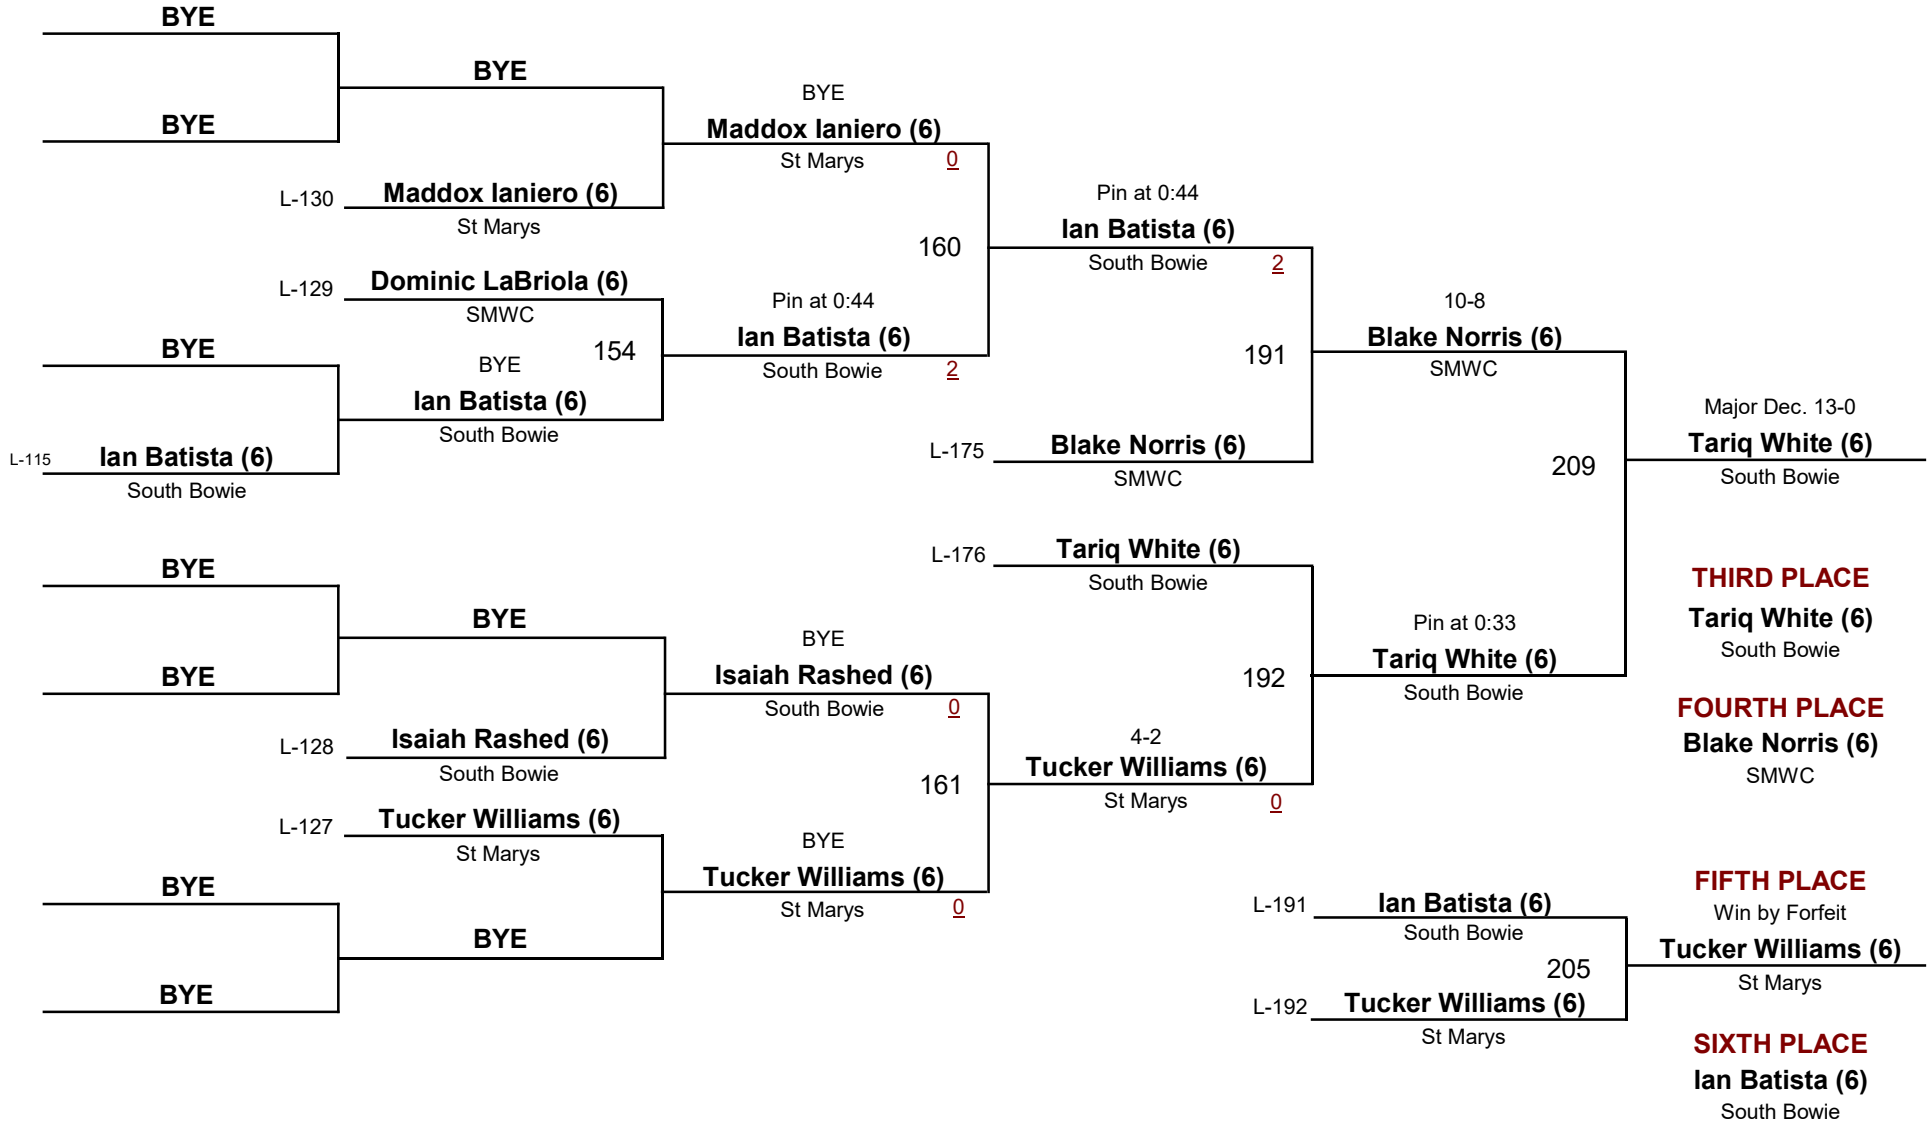 BYE
BYE
BYE
BYE
Maddox Ianiero (6)
St Marys
0
L-130
Maddox Ianiero (6)
St Marys
Pin at 0:44
Ian Batista (6)
South Bowie
2
160
L-129
Dominic LaBriola (6)
SMWC
Pin at 0:44
Ian Batista (6)
South Bowie
2
10-8
Blake Norris (6)
SMWC
BYE
154
BYE
Ian Batista (6)
South Bowie
191
L-115
Ian Batista (6)
South Bowie
L-175
Blake Norris (6)
SMWC
Major Dec. 13-0
Tariq White (6)
South Bowie
209
L-176
Tariq White (6)
South Bowie
BYE
BYE
THIRD PLACE
Tariq White (6)
South Bowie
BYE
Isaiah Rashed (6)
South Bowie
0
Pin at 0:33
Tariq White (6)
South Bowie
192
BYE
FOURTH PLACE
Blake Norris (6)
SMWC
L-128
Isaiah Rashed (6)
South Bowie
4-2
Tucker Williams (6)
St Marys
0
161
L-127
Tucker Williams (6)
St Marys
BYE
Tucker Williams (6)
St Marys
0
BYE
BYE
BYE
L-191
Ian Batista (6)
South Bowie
FIFTH PLACE
Win by Forfeit
Tucker Williams (6)
St Marys
205
L-192
Tucker Williams (6)
St Marys
SIXTH PLACE
Ian Batista (6)
South Bowie